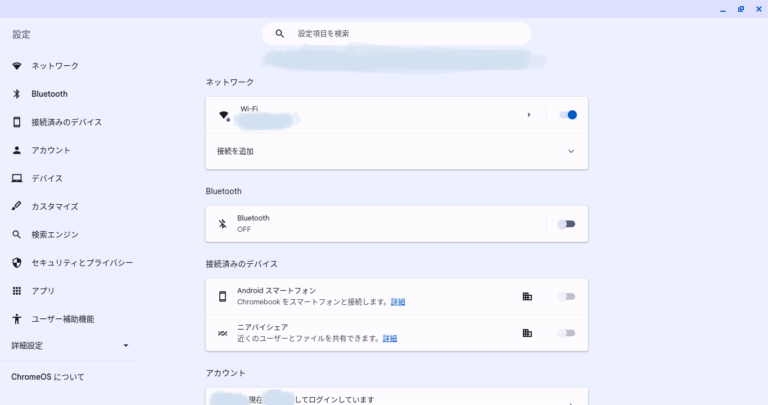 設定
設定項目を検索
ネットワーク
Bluetooth
接続済みのデバイス
アカウント
デバイス
カスタマイズ
検索エンジン
セキュリティとプライバシー
アプリ
ユーザー補助機能
詳細設定
ChromeOS について
ネットワーク
Wi-Fi
接続を追加
Bluetooth
Bluetooth
OFF
接続済みのデバイス
Android スマートフォン
Chromebook をスマートフォンと接続します。詳細
ニアバイシェア
近くのユーザーとファイルを共有できます。詳細
アカウント
現在 してログインしています